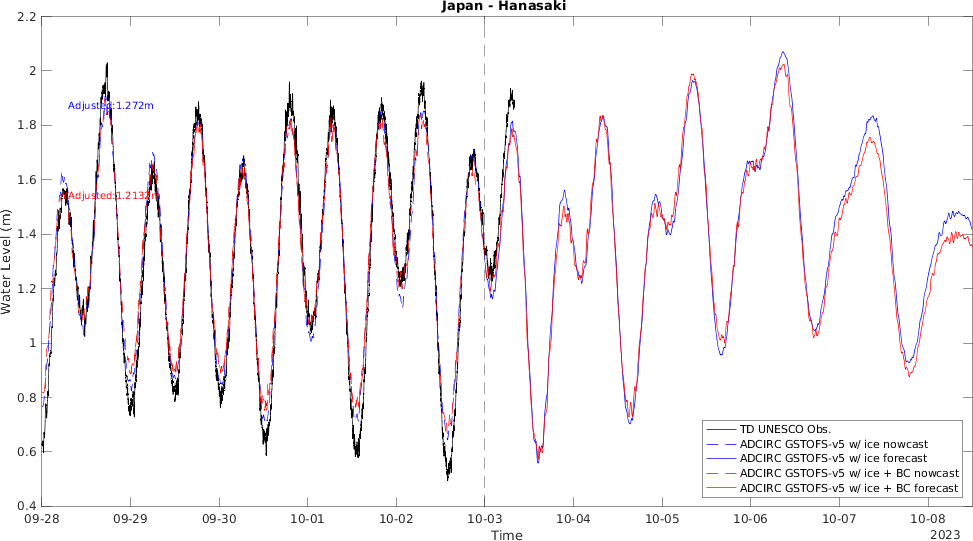 Japan - Hanasaki
2.2
2
1.8
1.6
1.4
1.2
1
0.8
0.6
0.4
Water Level (m)
Adjusted:1.272m
Adjusted:1.2132m
TD UNESCO Obs.
ADCIRC GSTOFS-v5 w/ ice nowcast
ADCIRC GSTOFS-v5 w/ ice forecast
ADCIRC GSTOFS-v5 w/ ice + BC nowcast
ADCIRC GSTOFS-v5 w/ ice + BC forecast
09-28 09-29 09-30 10-01 10-02 10-03 10-04 10-05 10-06 10-07 10-08
Time
2023